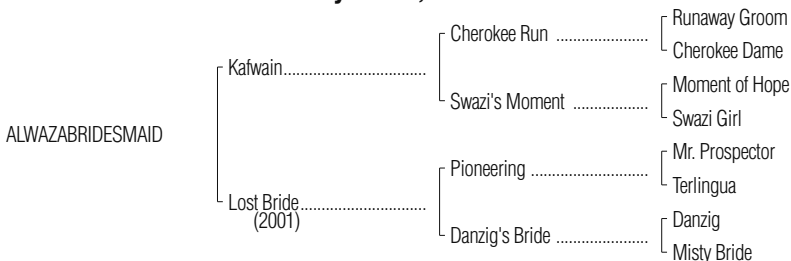 Runaway Groom
Cherokee Run ........................
Cherokee Dame
Kafwain.....................................
Moment of Hope
Swazi's Moment ....................
Swazi Girl
ALWAZABRIDESMAID
Mr. Prospector
Pioneering ...............................
Terlingua
Lost Bride.................................
(2001)
Danzig
Danzig's Bride ........................
Misty Bride